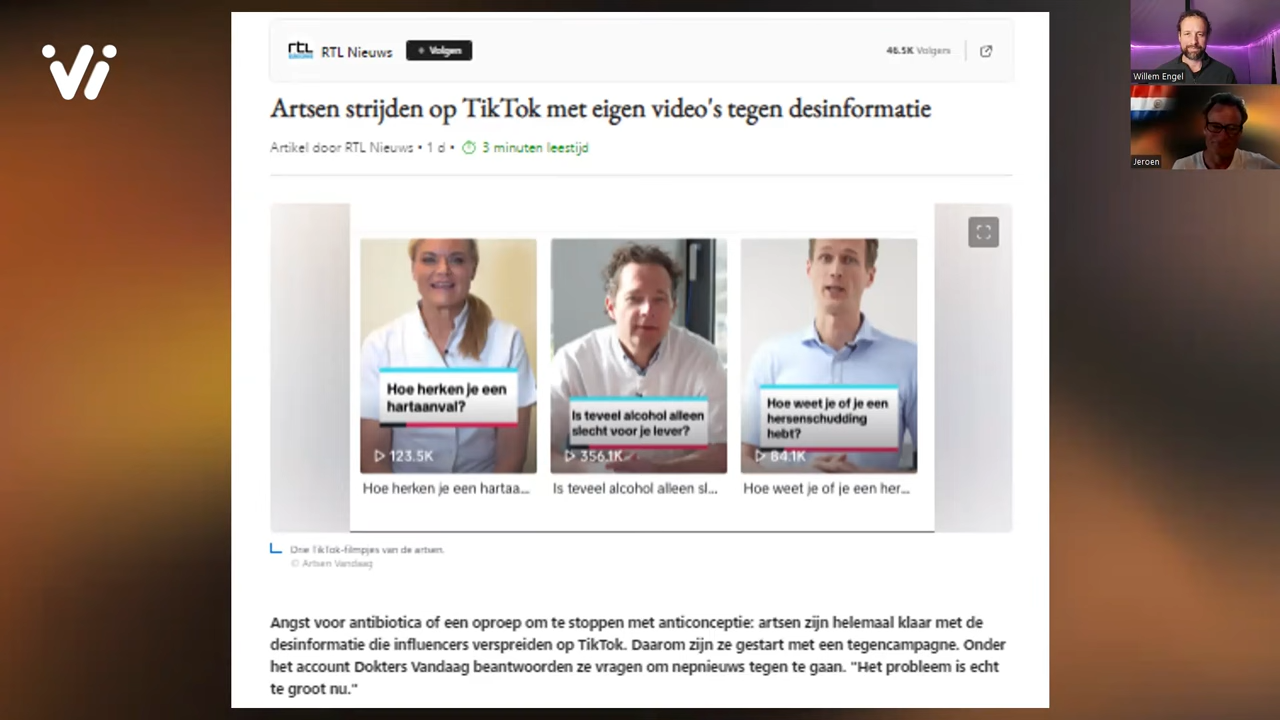 Vi
rtl
RTL Nieuws
+ Volgen
46.5K Volgers
Willem Engel
Jeroen
Artsen strijden op TikTok met eigen video's tegen desinformatie
Artikel door RTL Nieuws • 1 d •
3 minuten leestijd
Hoe herken je een
hartaanval?
123.5K
Hoe herken je een hartaa...
Is teveel alcohol alleen
slecht voor je lever?
356.1K
Is teveel alcohol alleen sl...
Hoe weet je of je een
hersenschudding
hebt?
84.1K
Hoe weet je of je een her...
Drie TikTok-filmpjes van de artsen.
© Artsen Vandaag
Angst voor antibiotica of een oproep om te stoppen met anticonceptie: artsen zijn helemaal klaar met de
desinformatie die influencers verspreiden op TikTok. Daarom zijn ze gestart met een tegencampagne. Onder
het account Dokters Vandaag beantwoorden ze vragen om nepnieuws tegen te gaan. "Het probleem is echt
te groot nu."